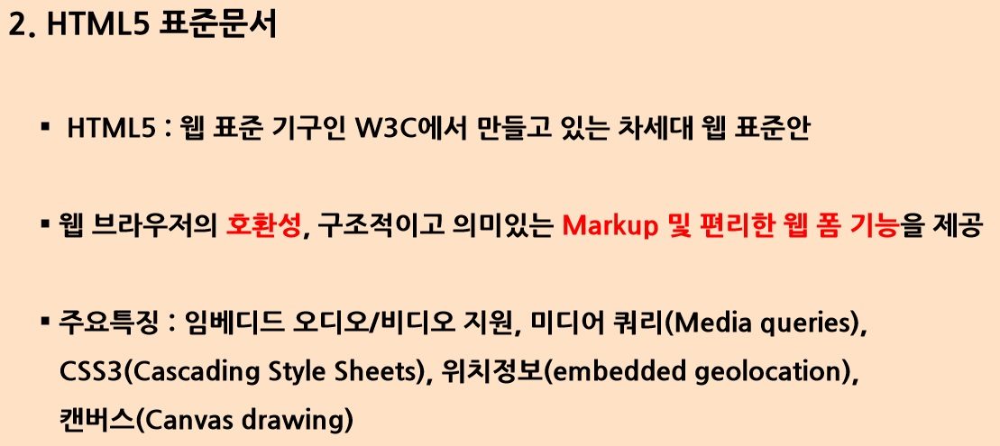 2. HTML5 표준문서
▪ HTML5 : 웹 표준 기구인 W3C에서 만들고 있는 차세대 웹 표준안
▪ 웹 브라우저의 호환성, 구조적이고 의미있는 Markup 및 편리한 웹 폼 기능을 제공
▪ 주요특징 : 임베디드 오디오/비디오 지원, 미디어 쿼리(Media queries),
CSS3(Cascading Style Sheets), 위치정보(embedded geolocation),
캔버스(Canvas drawing)